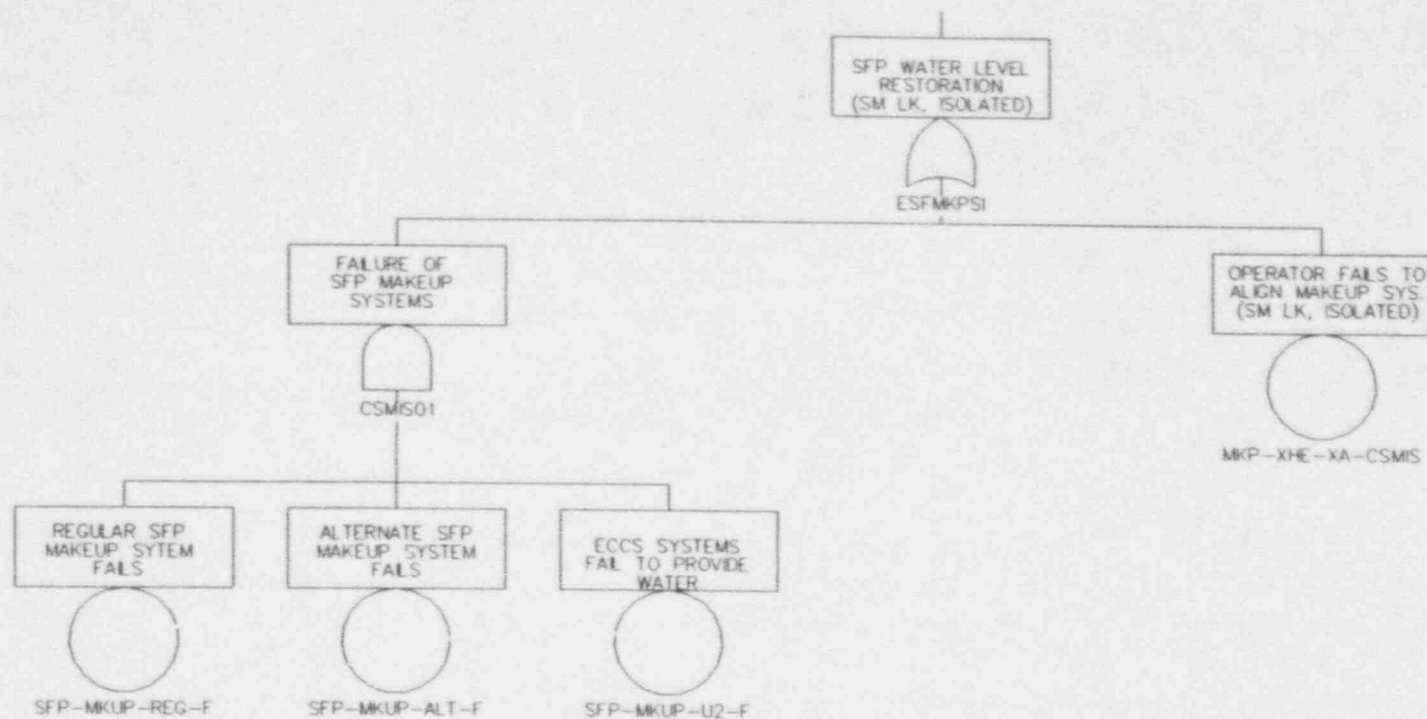 SFP WATER LEVEL
RESTORATION
(SM LK, ISOLATED)
ESFMKPSI
FAILURE OF
SFP MAKEUP
SYSTEMS
OPERATOR FAILS TO
ALIGN MAKEUP SYS
(SM LK, ISOLATED)
CSMISO1
MKP-XHE-XA-CSMIS
REGULAR SFP
MAKEUP SYTEM
FAILS
ALTERNATE SFP
MAKEUP SYSTEM
FAILS
ECCS SYSTEMS
FAIL TO PROVIDE
WATER
SFP-MKUP-REG-F
SFP-MKUP-ALT-F
SFP-MKUP-U2-F